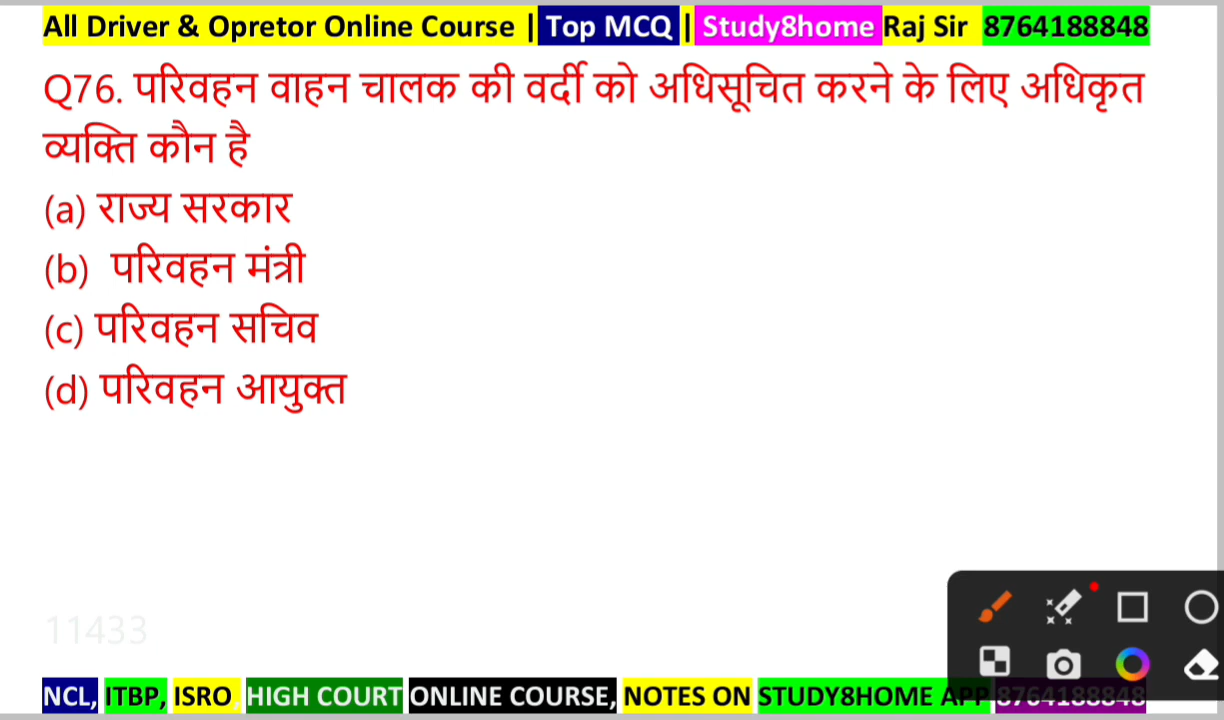 All Driver & Opretor Online Course | Top MCQ | Study8home Raj Sir 8764188848
Q76. परिवहन वाहन चालक की वर्दी को अधिसूचित करने के लिए अधिकृत
व्यक्ति कौन है
(a) राज्य सरकार
(b) परिवहन मंत्री
(c) परिवहन सचिव
(d) परिवहन आयुक्त
11433
NCL, ITBP, ISRO HIGH COURT ONLINE COURSE, NOTES ON STUDY8HOME APP 8764188848